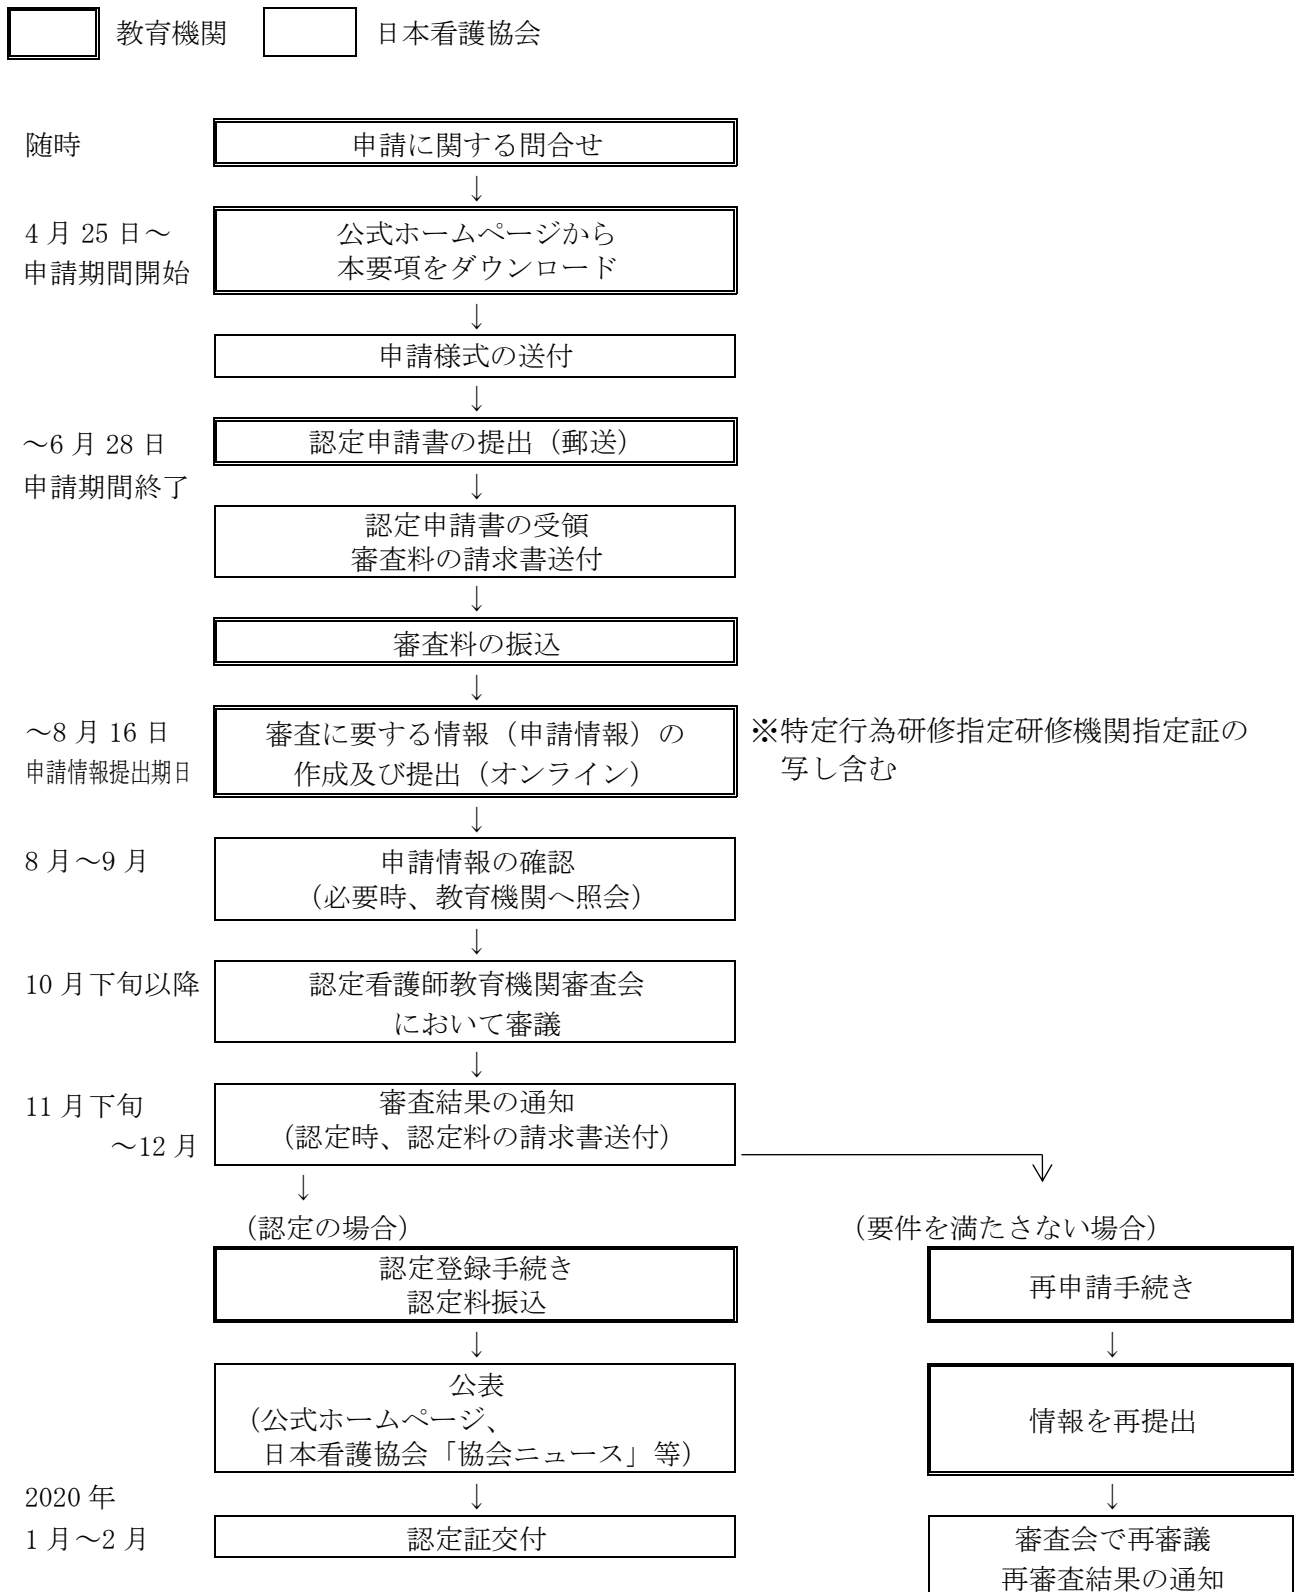 教育機関 日本看護協会
随時 申請に関する問合せ
↓
4 月 25 日～ 公式ホームページから
申請期間開始 本要項をダウンロード
↓
申請様式の送付
↓
～6 月 28 日 認定申請書の提出（郵送）
申請期間終了 ↓
認定申請書の受領
審査料の請求書送付
↓
審査料の振込
↓
～8 月 16 日 審査に要する情報（申請情報）の ※特定行為研修指定研修機関指定証の
申請情報提出期日 作成及び提出（オンライン） 写し含む
↓
8 月～9 月 申請情報の確認
（必要時、教育機関へ照会）
↓
10 月下旬以降 認定看護師教育機関審査会
において審議
↓
11 月下旬 審査結果の通知
～12 月 （認定時、認定料の請求書送付）
↓
（認定の場合） （要件を満たさない場合）
認定登録手続き
認定料振込 再申請手続き
↓ ↓
公表
（公式ホームページ、 情報を再提出
日本看護協会「協会ニュース」等）
2020 年 ↓ ↓
1 月～2 月 認定証交付 審査会で再審議
再審査結果の通知